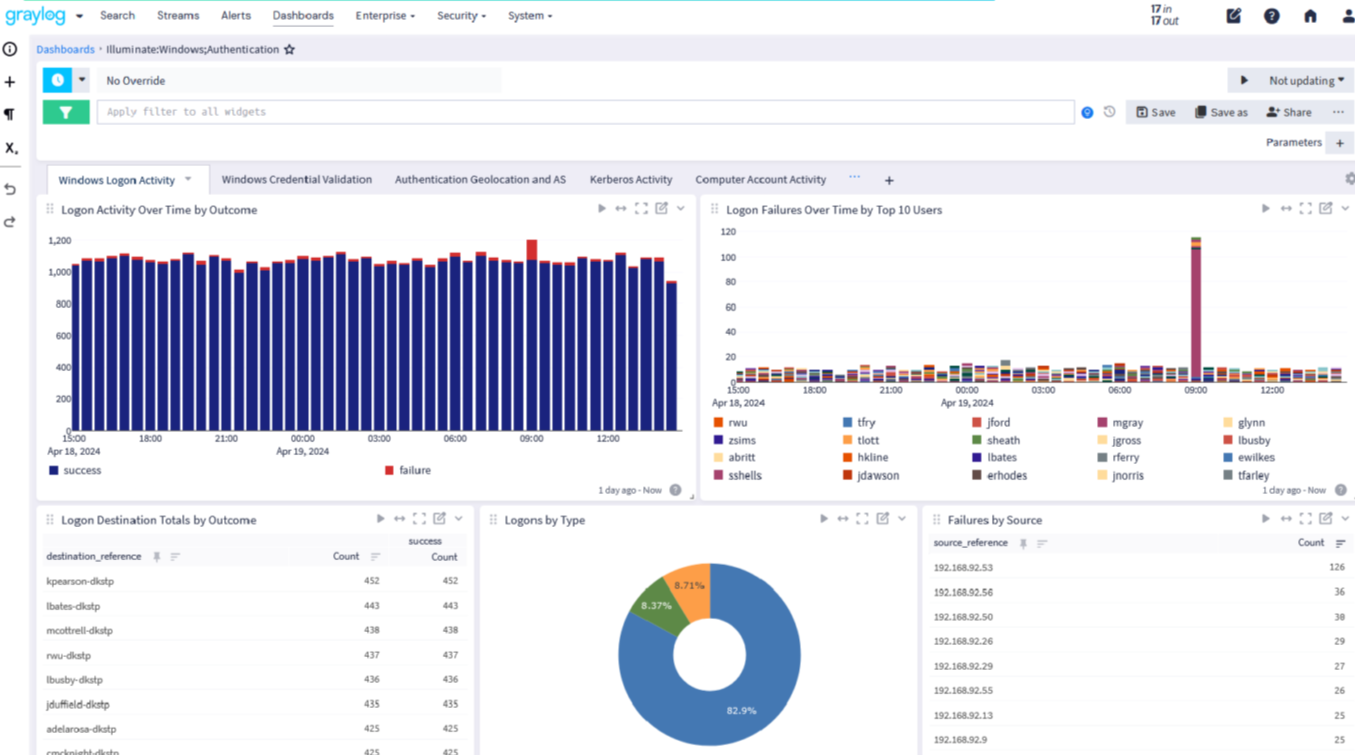 graylog Search Streams Alerts Dashboards Enterprise Security System 17 in
17 out
Dashboards › Illuminate:Windows;Authentication
No Override Not updating
Apply filter to all widgets Save Save as Share ...
Parameters +
Windows Logon Activity Windows Credential Validation Authentication Geolocation and AS Kerberos Activity Computer Account Activity ... +
Logon Activity Over Time by Outcome
1,200
1,000
800
600
400
200
0
15:00 18:00 21:00 00:00 03:00 06:00 09:00 12:00
Apr 18, 2024 Apr 19, 2024
success failure
1 day ago - Now
Logon Failures Over Time by Top 10 Users
120
100
80
60
40
20
0
15:00 18:00 21:00 00:00 03:00 06:00 09:00 12:00
Apr 18, 2024 Apr 19, 2024
rwu tfry jford mgray glynn
zsims tlott sheath jgross lbusby
abritt hkline lbates rferry ewilkes
sshells jdawson erhodes jnorris tfarley
1 day ago - Now
Logon Destination Totals by Outcome
success
destination_reference Count Count
kpearson-dkstp 452 452
lbates-dkstp 443 443
mcottrell-dkstp 438 438
rwu-dkstp 437 437
lbusby-dkstp 436 436
jduffield-dkstp 435 435
adelarosa-dkstp 425 425
cmcknight-dkstp 425 425
Logons by Type
8.71%
8.37%
82.9%
Failures by Source
source_reference Count
192.168.92.53 126
192.168.92.56 36
192.168.92.50 30
192.168.92.26 29
192.168.92.29 27
192.168.92.55 26
192.168.92.13 25
192.168.92.9 25